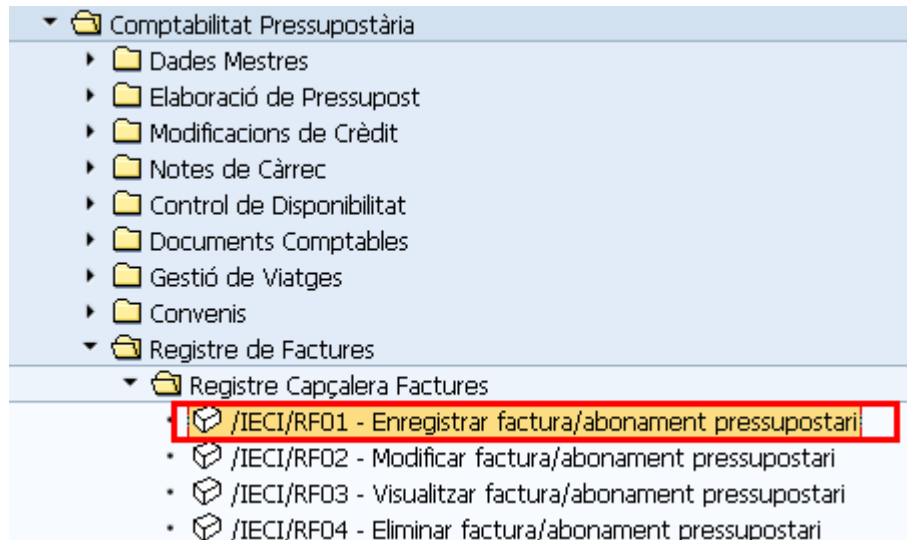 Comptabilitat Pressupostària
Dades Mestres
Elaboració de Pressupost
Modificacions de Crèdit
Notes de Càrrec
Control de Disponibilitat
Documents Comptables
Gestió de Viatges
Convenis
Registre de Factures
Registre Capçalera Factures
/IECI/RF01 - Enregistrar factura/abonament pressupostari
/IECI/RF02 - Modificar factura/abonament pressupostari
/IECI/RF03 - Visualitzar factura/abonament pressupostari
/IECI/RF04 - Eliminar factura/abonament pressupostari